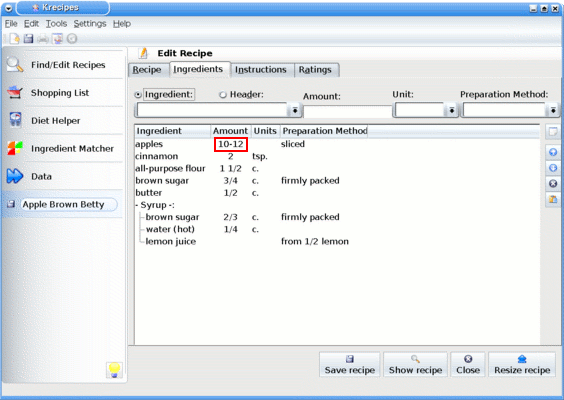 Krecipes
File Edit Tools Settings Help
Find/Edit Recipes
Shopping List
Diet Helper
Ingredient Matcher
Data
Apple Brown Betty
Edit Recipe
Recipe Ingredients Instructions Ratings
Ingredient: Header: Amount: Unit: Preparation Method:
Ingredient Amount Units Preparation Method
apples 10-12 sliced
cinnamon 2 tsp.
all-purpose flour 1 1/2 c.
brown sugar 3/4 c. firmly packed
butter 1/2 c.
- Syrup -:
brown sugar 2/3 c. firmly packed
water (hot) 1/4 c.
lemon juice from 1/2 lemon
Save recipe Show recipe Close Resize recipe